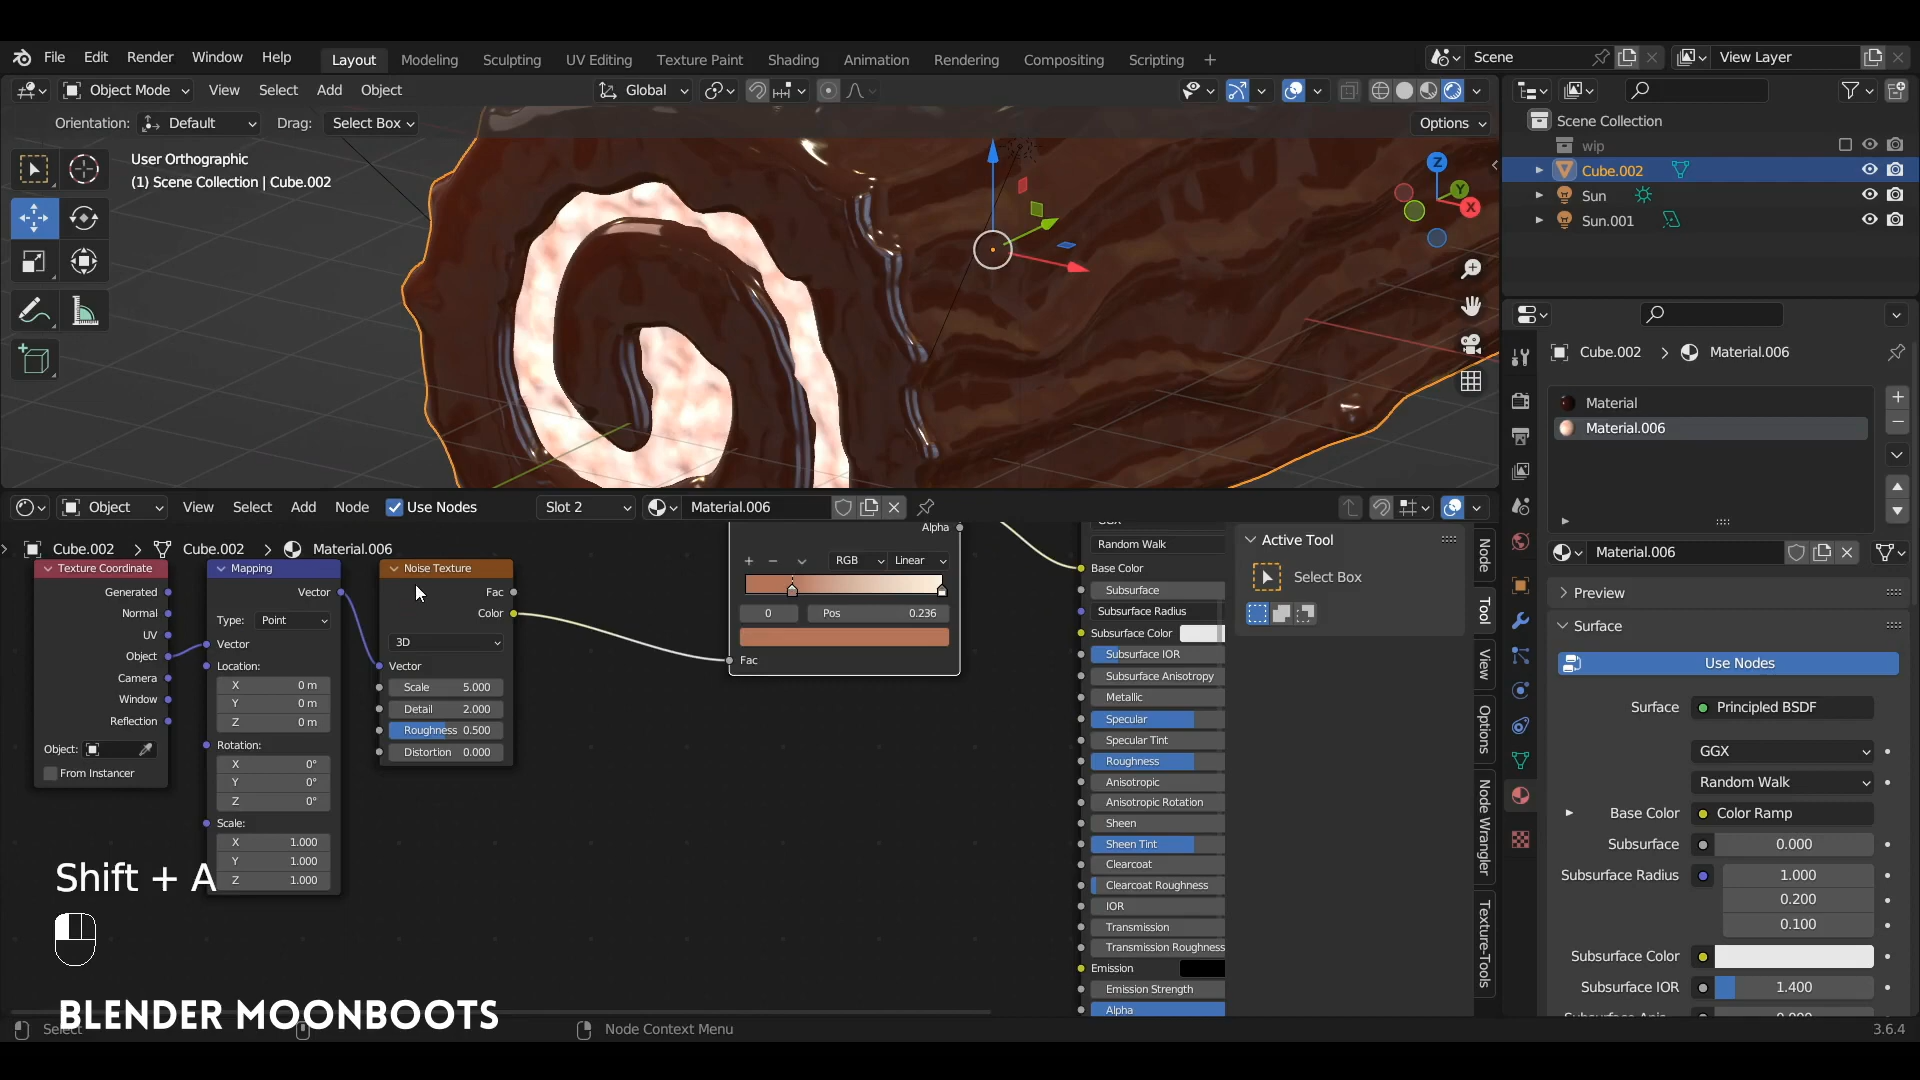 File Edit Render Window Help Layout Modeling Sculpting UV Editing Texture Paint Shading Animation Rendering Compositing Scripting + Scene View Layer
Object Mode View Select Add Object Global
Orientation: Default Drag: Select Box Options
User Orthographic
(1) Scene Collection | Cube.002
Z
Y
X
Scene Collection
wip
Cube.002
Sun
Sun.001
Cube.002 > Material.006
Material
Material.006
Material.006
Preview
Surface
Use Nodes
Surface Principled BSDF
GGX
Random Walk
Base Color Color Ramp
Subsurface 0.000
Subsurface Radius 1.000
0.200
0.100
Subsurface Color
Subsurface IOR 1.400
Object View Select Add Node Use Nodes Slot 2 Material.006
Cube.002 > Cube.002 > Material.006
Texture Coordinate
Generated
Normal
UV
Object
Camera
Window
Reflection
Object:
From Instancer
Mapping
Vector
Type: Point
Vector
Location:
X 0 m
Y 0 m
Z 0 m
Rotation:
X 0°
Y 0°
Z 0°
Scale:
X 1.000
Y 1.000
Z 1.000
Noise Texture
Fac
Color
3D
Vector
Scale 5.000
Detail 2.000
Roughness 0.500
Distortion 0.000
Alpha
RGB Linear
0 Pos 0.236
Fac
Random Walk
Base Color
Subsurface
Subsurface Radius
Subsurface Color
Subsurface IOR
Subsurface Anisotropy
Metallic
Specular
Specular Tint
Roughness
Anisotropic
Anisotropic Rotation
Sheen
Sheen Tint
Clearcoat
Clearcoat Roughness
IOR
Transmission
Transmission Roughness
Emission
Emission Strength
Alpha
Active Tool
Select Box
Node
Tool
View
Options
Node Wrangler
Texture-Tools
Shift + A
BLENDER MOONBOOTS
Select Node Context Menu 3.6.4